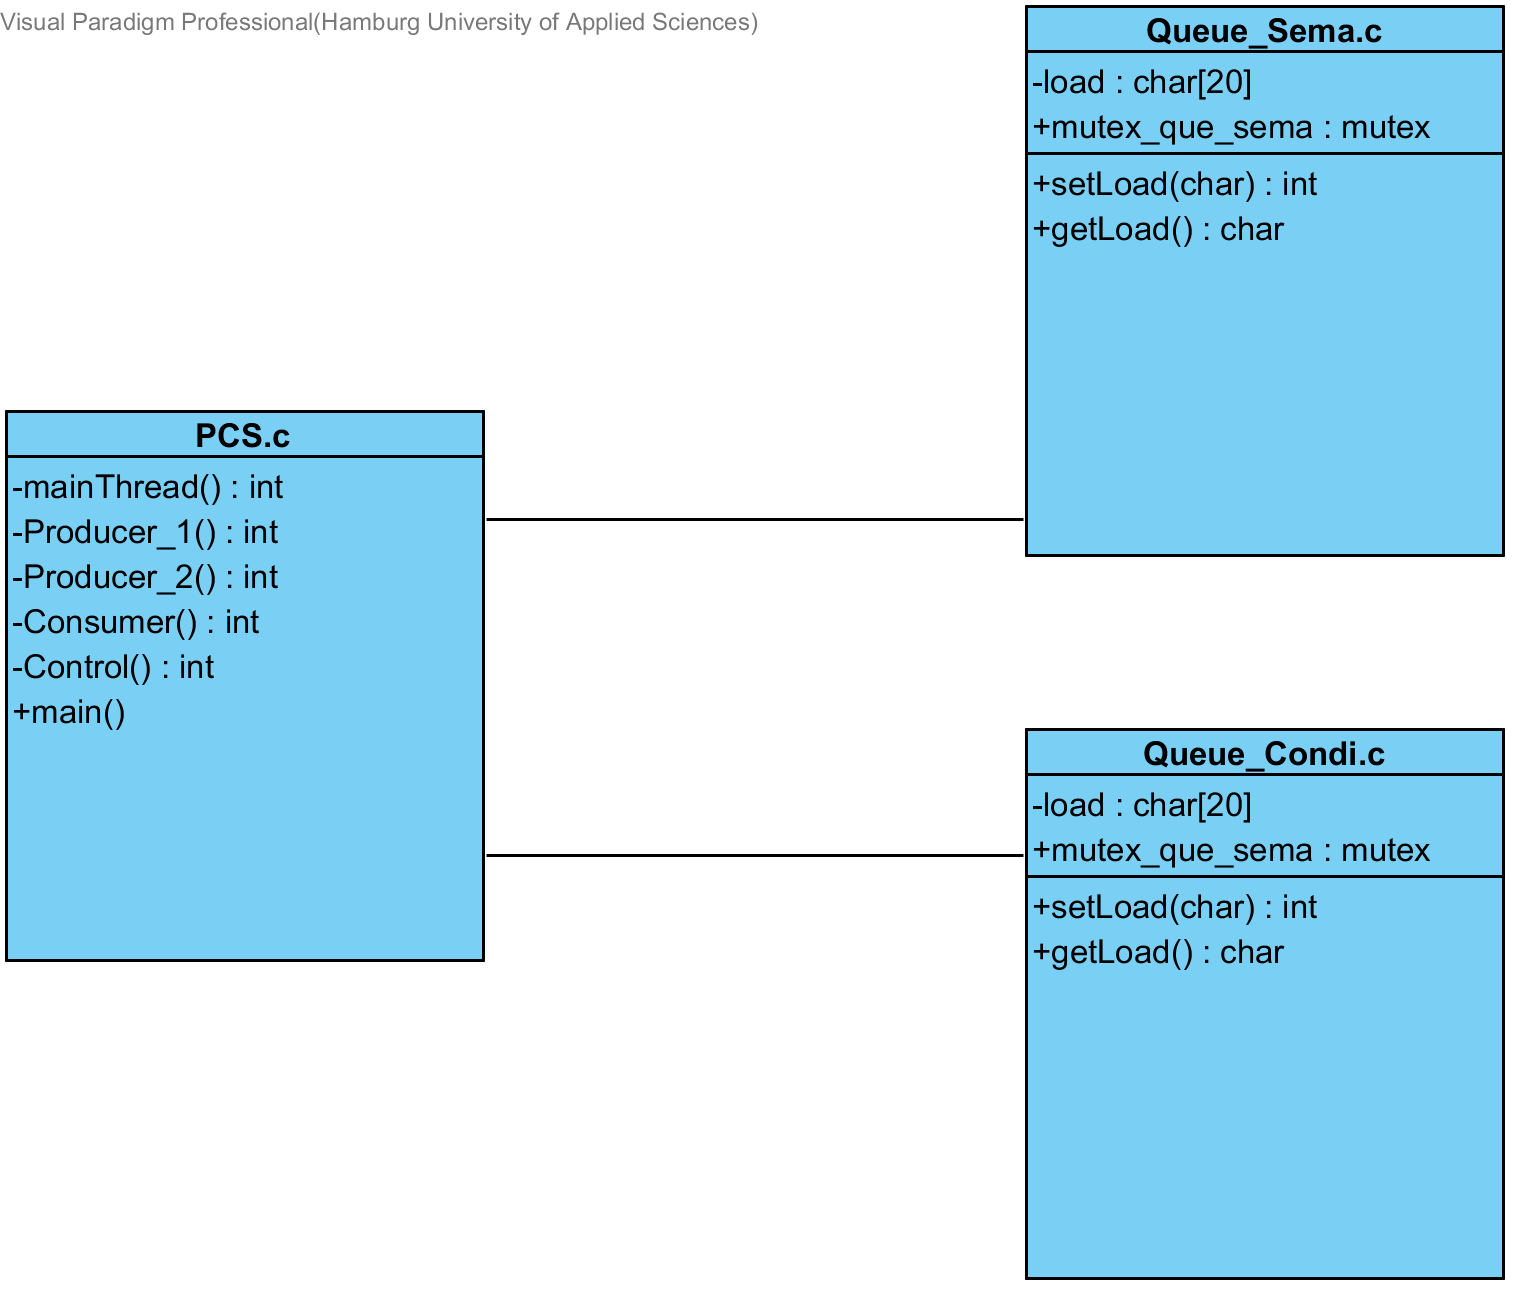 Visual Paradigm Professional(Hamburg University of Applied Sciences)
Queue_Sema.c
-load : char[20]
+mutex_que_sema : mutex
+setLoad(char) : int
+getLoad() : char
PCS.c
-mainThread() : int
-Producer_1() : int
-Producer_2() : int
-Consumer() : int
-Control() : int
+main()
Queue_Condi.c
-load : char[20]
+mutex_que_sema : mutex
+setLoad(char) : int
+getLoad() : char